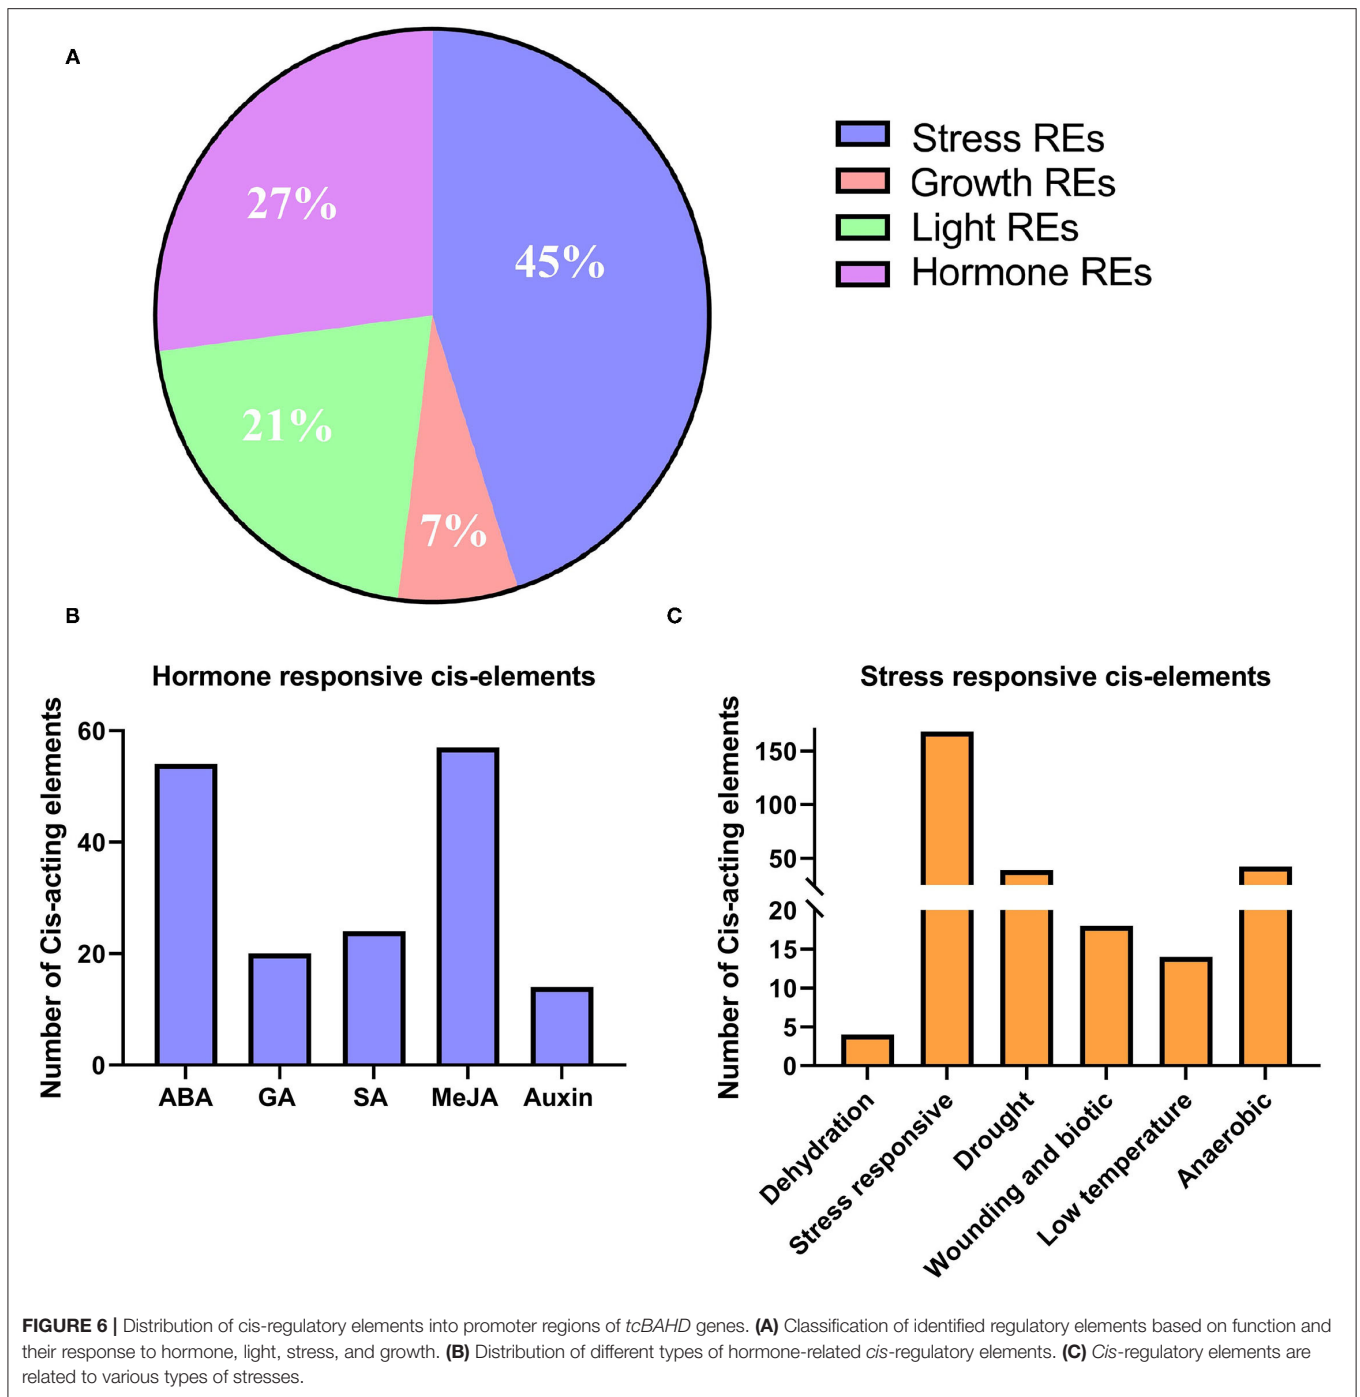 A
27%
45%
21%
7%
Stress REs
Growth REs
Light REs
Hormone REs
B
Hormone responsive cis-elements
Number of Cis-acting elements
60
40
20
0
ABA GA SA MeJA Auxin
C
Stress responsive cis-elements
Number of Cis-acting elements
150
100
50
20
15
10
5
0
Dehydration
Stress responsive
Drought
Wounding and biotic
Low temperature
Anaerobic
FIGURE 6 | Distribution of cis-regulatory elements into promoter regions of tcBAHD genes. (A) Classification of identified regulatory elements based on function and
their response to hormone, light, stress, and growth. (B) Distribution of different types of hormone-related cis-regulatory elements. (C) Cis-regulatory elements are
related to various types of stresses.